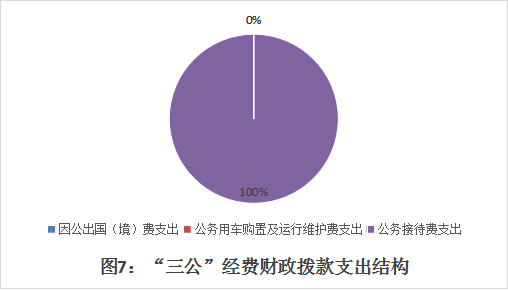 0%
100%
因公出国（境）费支出 公务用车购置及运行维护费支出 公务接待费支出
图7：“三公”经费财政拨款支出结构